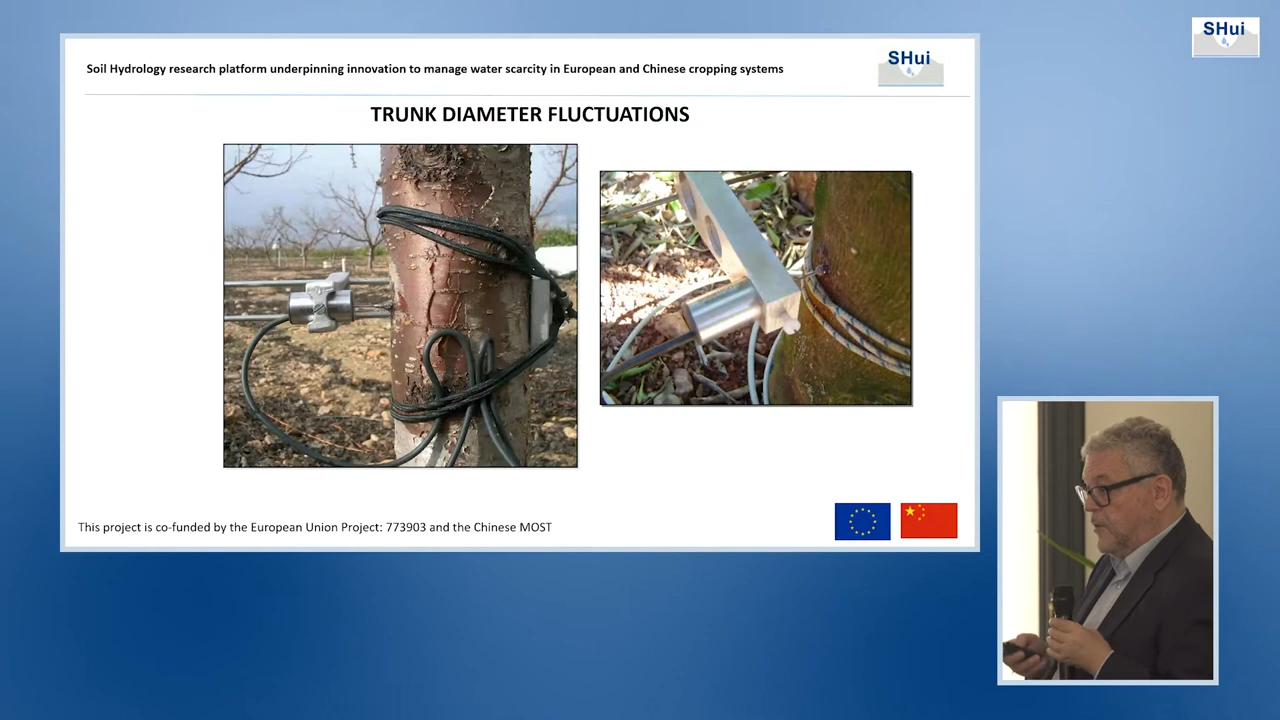 SHui
Soil Hydrology research platform underpinning innovation to manage water scarcity in European and Chinese cropping systems
SHui
TRUNK DIAMETER FLUCTUATIONS
This project is co-funded by the European Union Project: 773903 and the Chinese MOST